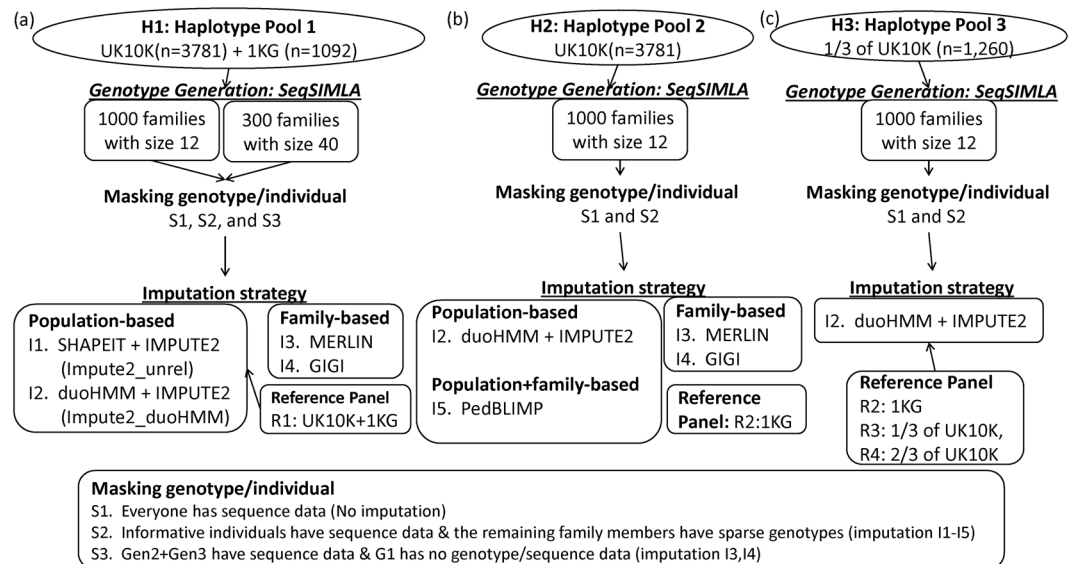 (a)
H1: Haplotype Pool 1
UK10K(n=3781) + 1KG (n=1092)
Genotype Generation: SeqSIMLA
1000 families
with size 12
300 families
with size 40
Masking genotype/individual
S1, S2, and S3
Imputation strategy
Population-based
I1. SHAPEIT + IMPUTE2
(Impute2_unrel)
I2. duoHMM + IMPUTE2
(Impute2_duoHMM)
Family-based
I3. MERLIN
I4. GIGI
Reference Panel
R1: UK10K+1KG
(b)
H2: Haplotype Pool 2
UK10K(n=3781)
Genotype Generation: SeqSIMLA
1000 families
with size 12
Masking genotype/individual
S1 and S2
Imputation strategy
Population-based
I2. duoHMM + IMPUTE2
Population+family-based
I5. PedBLIMP
Family-based
I3. MERLIN
I4. GIGI
Reference
Panel: R2:1KG
(c)
H3: Haplotype Pool 3
1/3 of UK10K (n=1,260)
Genotype Generation: SeqSIMLA
1000 families
with size 12
Masking genotype/individual
S1 and S2
Imputation strategy
I2. duoHMM + IMPUTE2
Reference Panel
R2: 1KG
R3: 1/3 of UK10K,
R4: 2/3 of UK10K
Masking genotype/individual
S1. Everyone has sequence data (No imputation)
S2. Informative individuals have sequence data & the remaining family members have sparse genotypes (imputation I1-I5)
S3. Gen2+Gen3 have sequence data & G1 has no genotype/sequence data (imputation I3,I4)